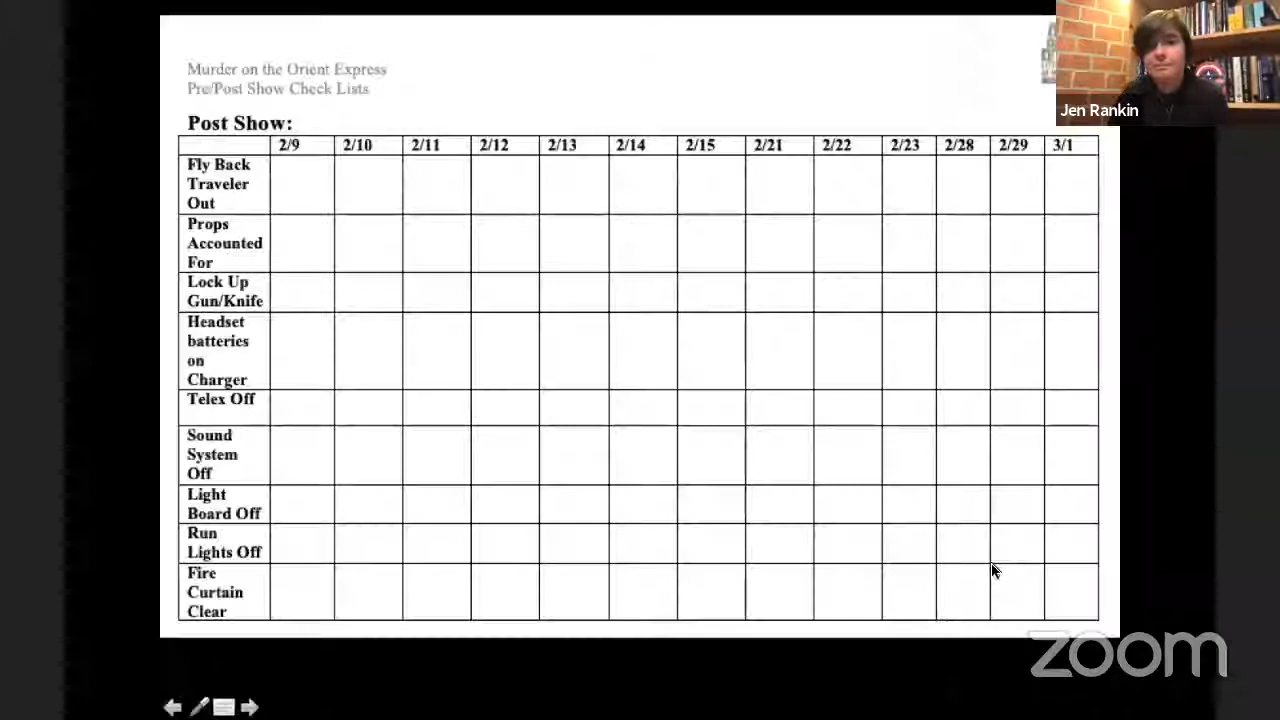 Murder on the Orient Express
Pre/Post Show Check Lists
Jen Rankin
Post Show:
2/9 2/10 2/11 2/12 2/13 2/14 2/15 2/21 2/22 2/23 2/28 2/29 3/1
Fly Back
Traveler
Out
Props
Accounted
For
Lock Up
Gun/Knife
Headset
batteries
on
Charger
Telex Off
Sound
System
Off
Light
Board Off
Run
Lights Off
Fire
Curtain
Clear
zoom